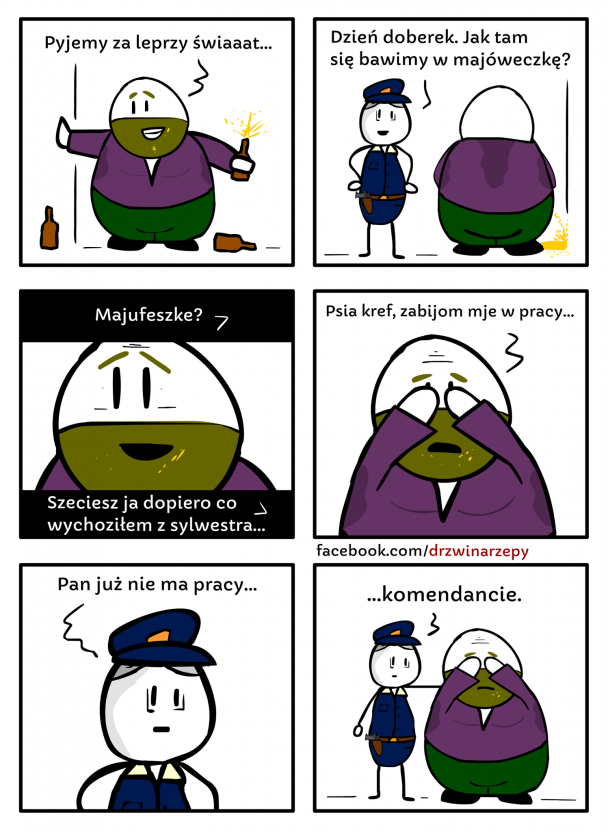 Pyjemy za leprzy świaaat...
Dzień doberek. Jak tam
się bawimy w majóweczkę?
Majufeszke?
Szeciesz ja dopiero co
wychoziłem z sylwestra...
Psia kref, zabijom mje w pracy...
facebook.com/drzwinarzepy
Pan już nie ma pracy...
...komendancie.